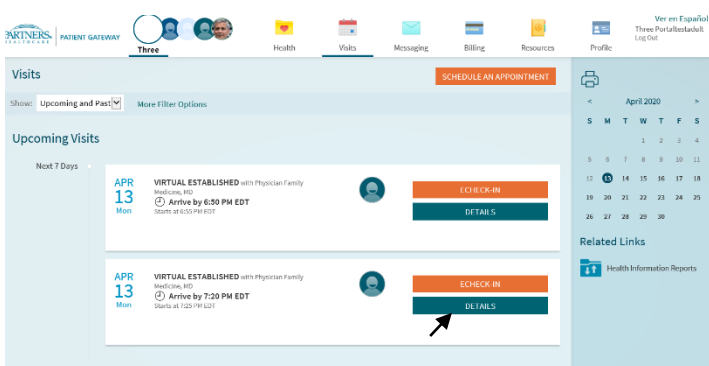 Ver en Español
PARTNERS. HEALTHCARE PATIENT GATEWAY
Three
Health
Visits
Messaging
Billing
Resources
Profile
Three Portaltestadult
Log Out
Visits
SCHEDULE AN APPOINTMENT
Show: Upcoming and Past
More Filter Options
Upcoming Visits
Next 7 Days
APR
13
Mon
VIRTUAL ESTABLISHED with Physician Family
Medicine, MD
Arrive by 6:50 PM EDT
Starts at 6:55 PM EDT
ECHECK-IN
DETAILS
APR
13
Mon
VIRTUAL ESTABLISHED with Physician Family
Medicine, MD
Arrive by 7:20 PM EDT
Starts at 7:25 PM EDT
ECHECK-IN
DETAILS
< April 2020 >
S M T W T F S
1 2 3 4
5 6 7 8 9 10 11
12 13 14 15 16 17 18
19 20 21 22 23 24 25
26 27 28 29 30
Related Links
Health Information Reports